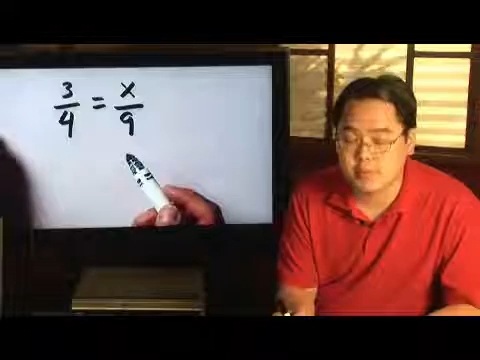 3/4 = x/9